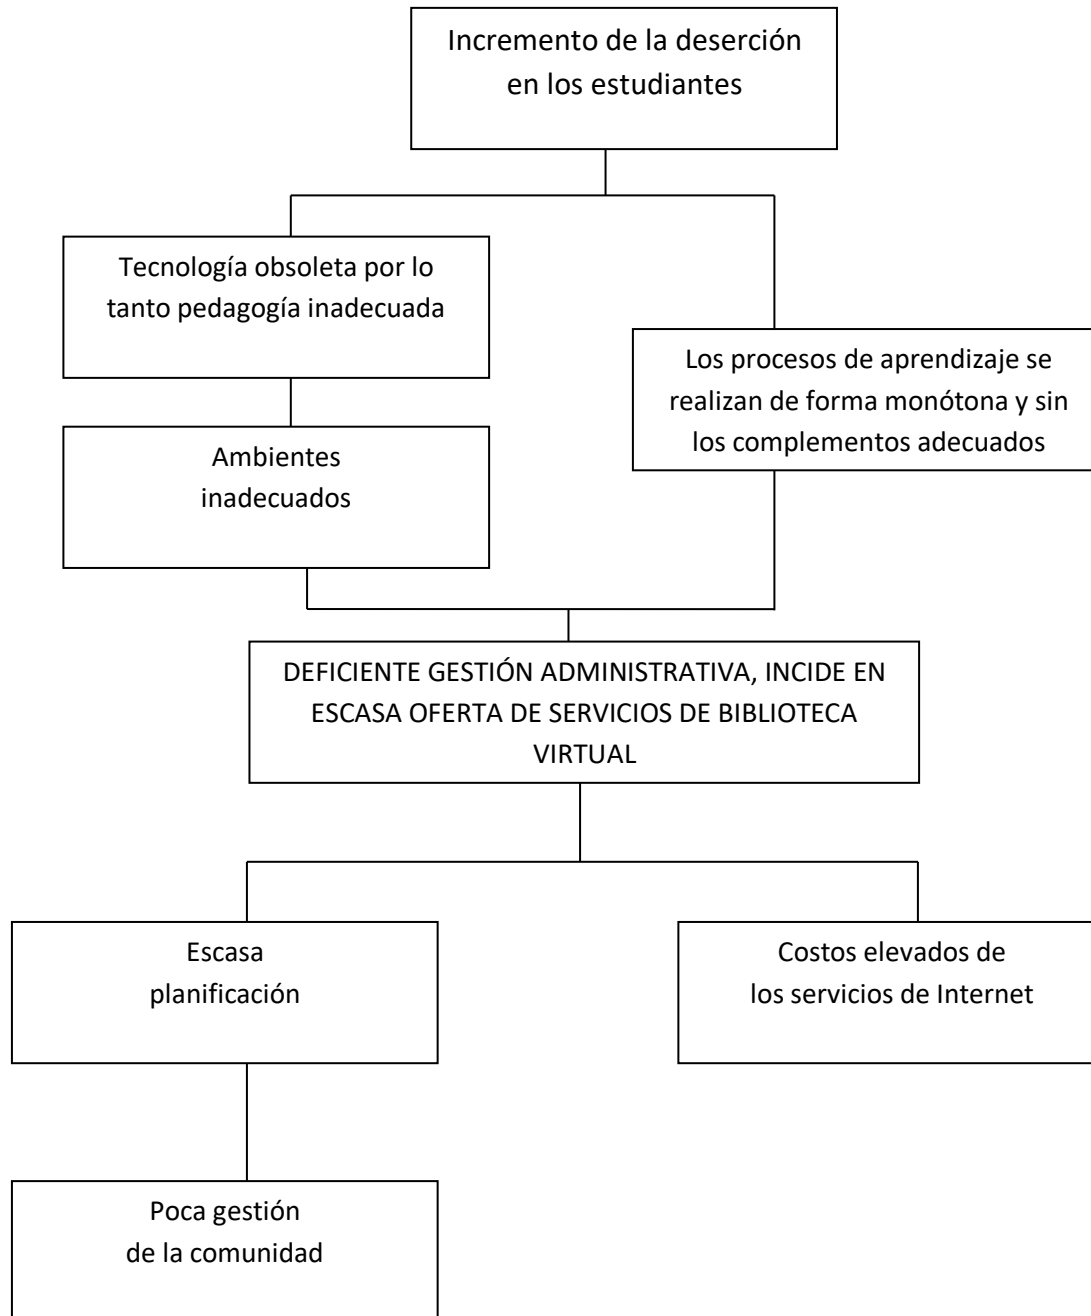 Incremento de la deserción
en los estudiantes
Tecnología obsoleta por lo
tanto pedagogía inadecuada
Los procesos de aprendizaje se
realizan de forma monótona y sin
los complementos adecuados
Ambientes
inadecuados
DEFICIENTE GESTIÓN ADMINISTRATIVA, INCIDE EN
ESCASA OFERTA DE SERVICIOS DE BIBLIOTECA
VIRTUAL
Escasa
planificación
Costos elevados de
los servicios de Internet
Poca gestión
de la comunidad